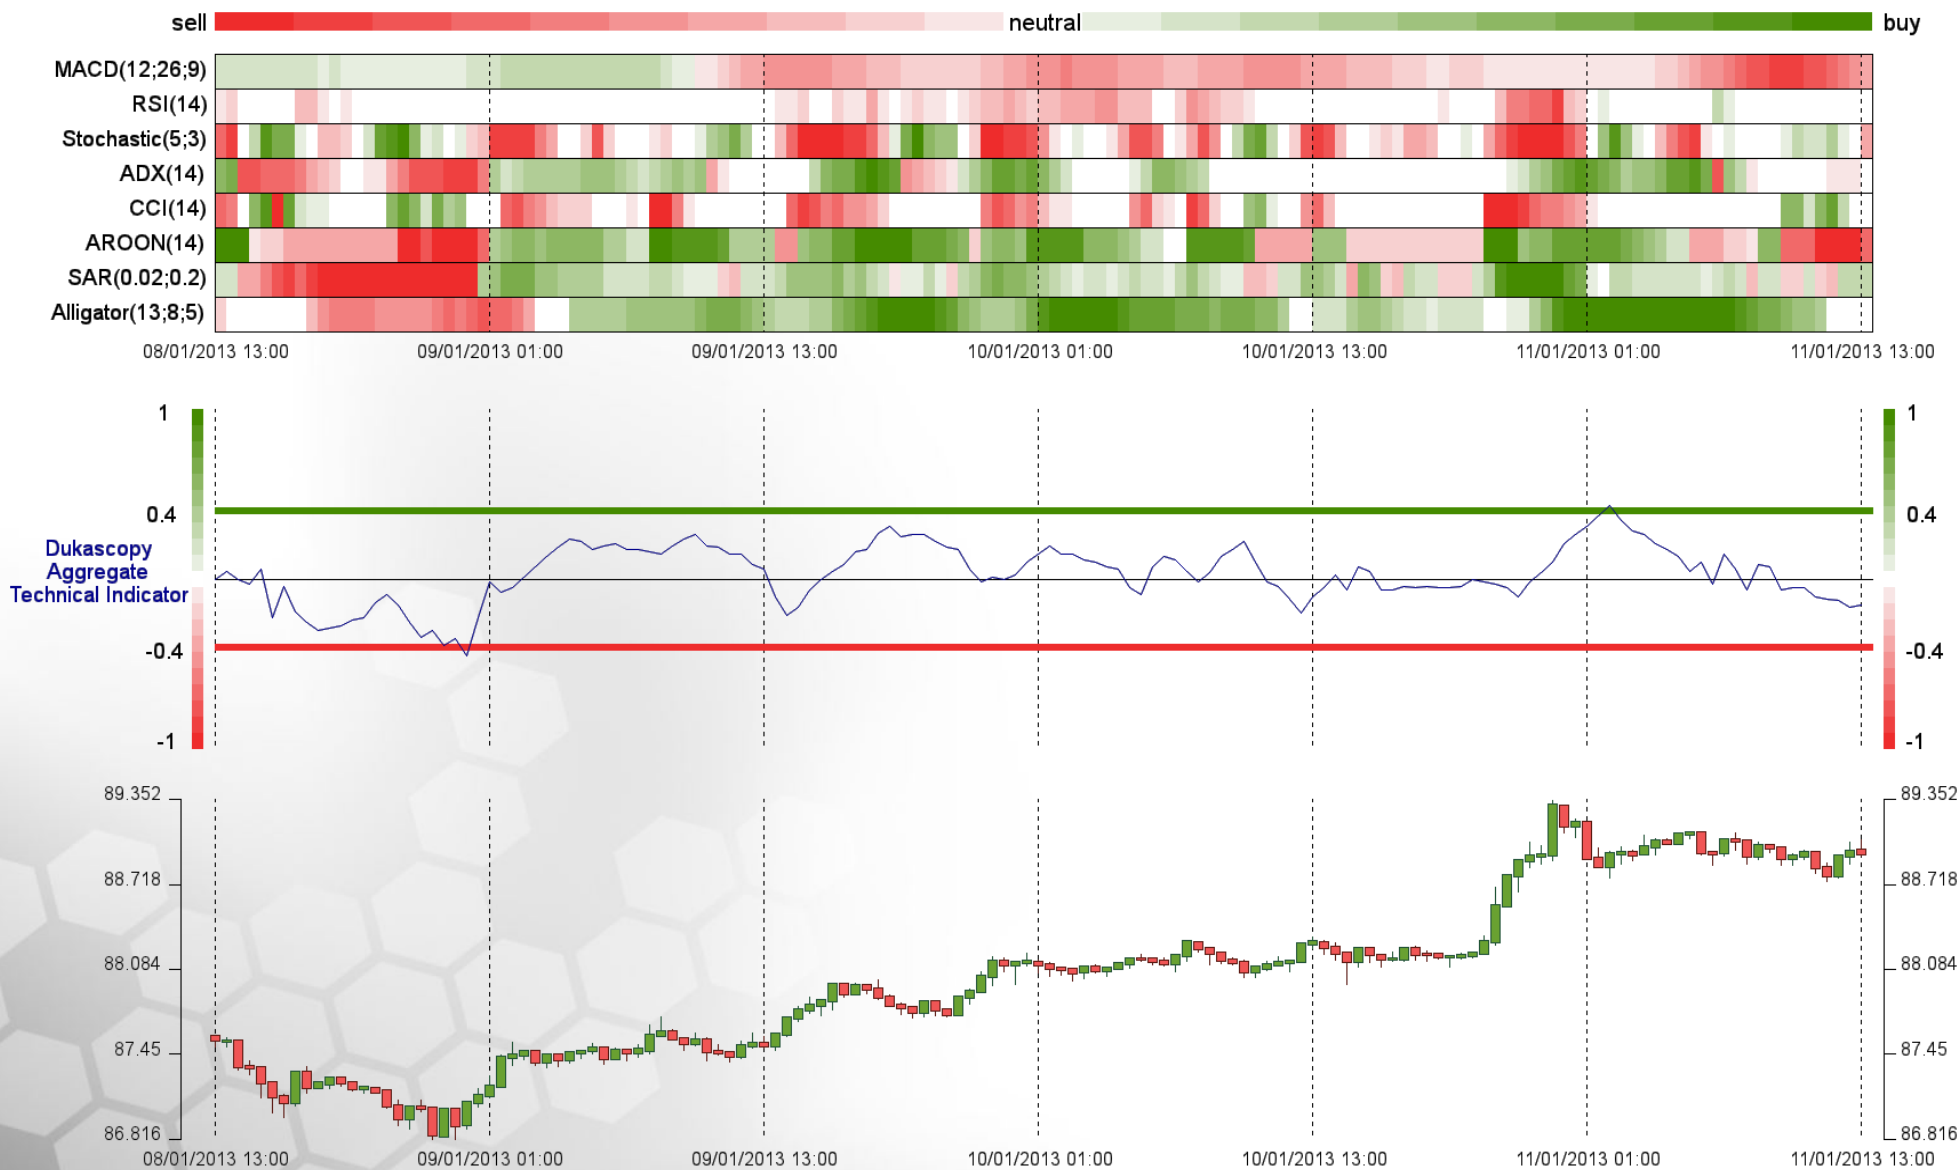 sell neutral buy
MACD(12;26;9)
RSI(14)
Stochastic(5;3)
ADX(14)
CCI(14)
AROON(14)
SAR(0.02;0.2)
Alligator(13;8;5)
08/01/2013 13:00 09/01/2013 01:00 09/01/2013 13:00 10/01/2013 01:00 10/01/2013 13:00 11/01/2013 01:00 11/01/2013 13:00
1 1
0.4 0.4
Dukascopy
Aggregate
Technical Indicator
-0.4 -0.4
-1 -1
89.352 89.352
88.718 88.718
88.084 88.084
87.45 87.45
86.816 86.816
08/01/2013 13:00 09/01/2013 01:00 09/01/2013 13:00 10/01/2013 01:00 10/01/2013 13:00 11/01/2013 01:00 11/01/2013 13:00